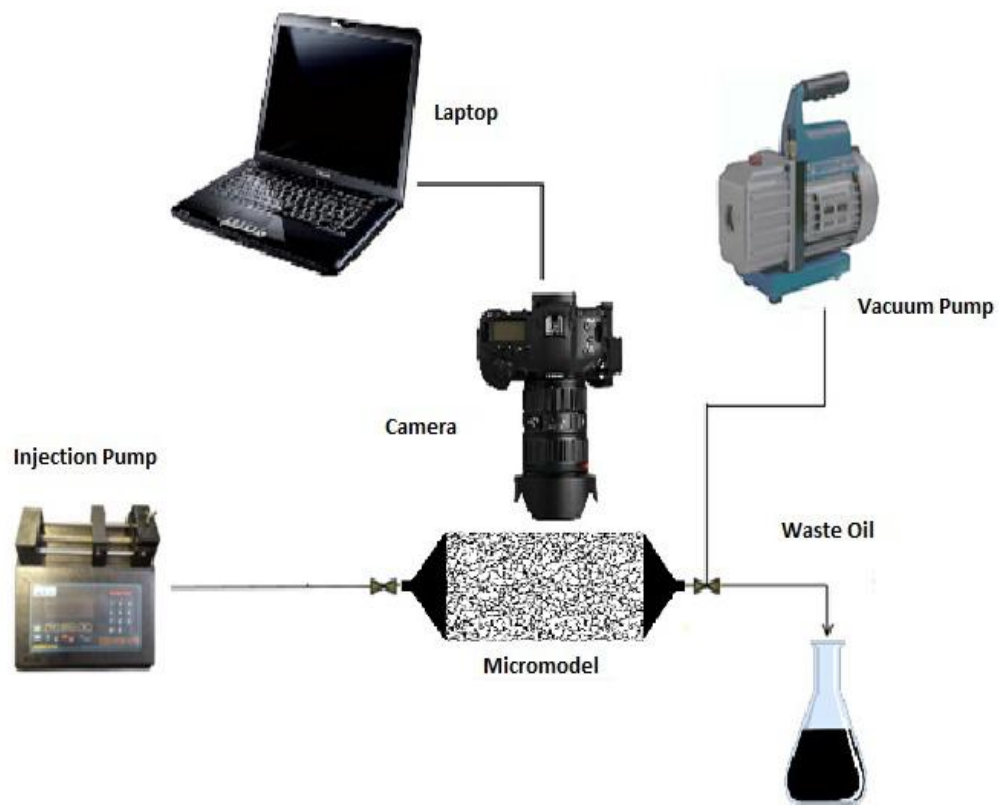 Laptop
Vacuum Pump
Camera
Injection Pump
Waste Oil
Micromodel